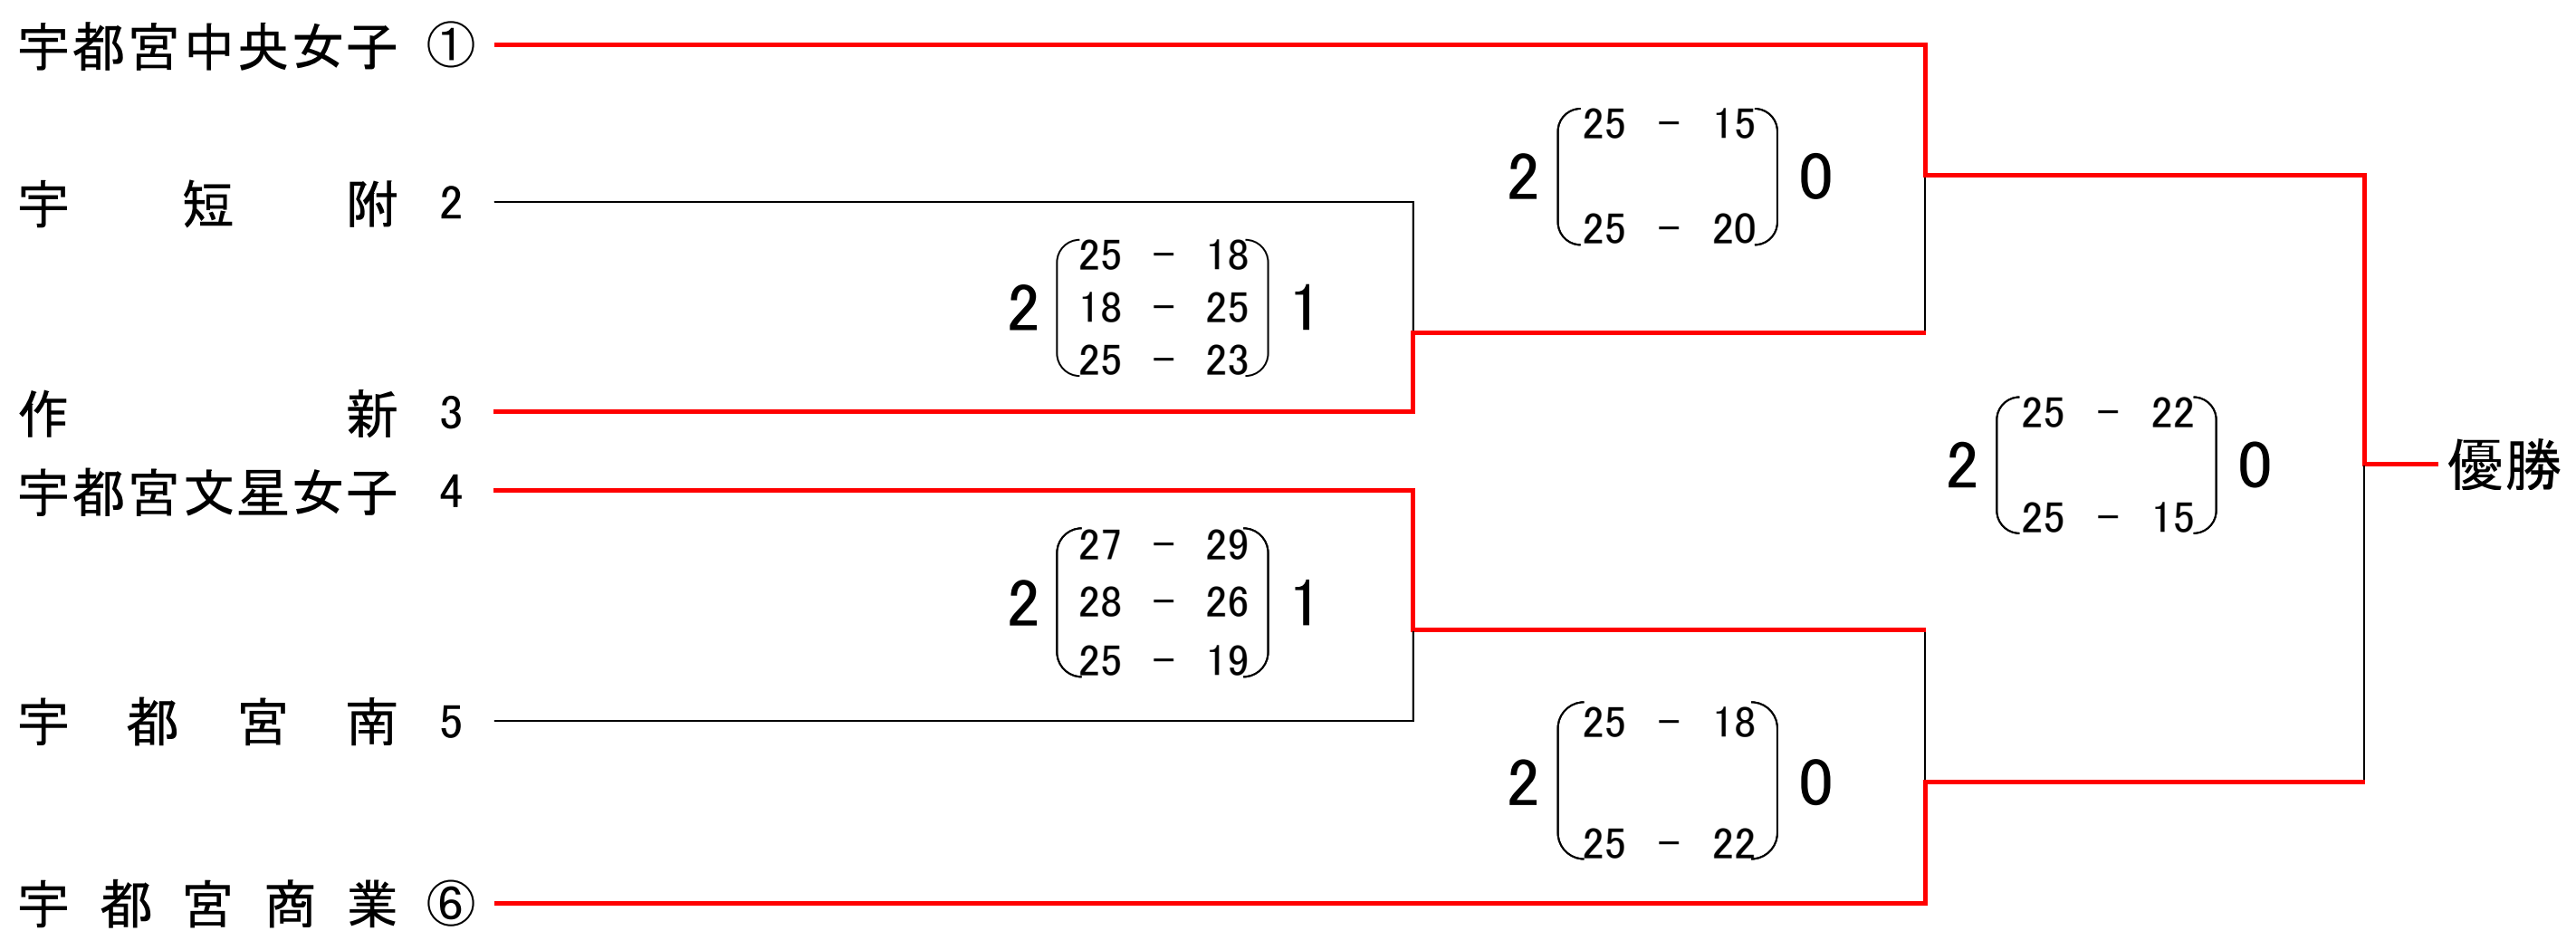 宇都宮中央女子 ①
25 - 15
2 0
25 - 20
宇短附 2
25 - 18
2 18 - 25 1
25 - 23
作新 3
25 - 22
2 0 優勝
25 - 15
宇都宮文星女子 4
27 - 29
2 28 - 26 1
25 - 19
宇都宮南 5
25 - 18
2 0
25 - 22
宇都宮商業 ⑥